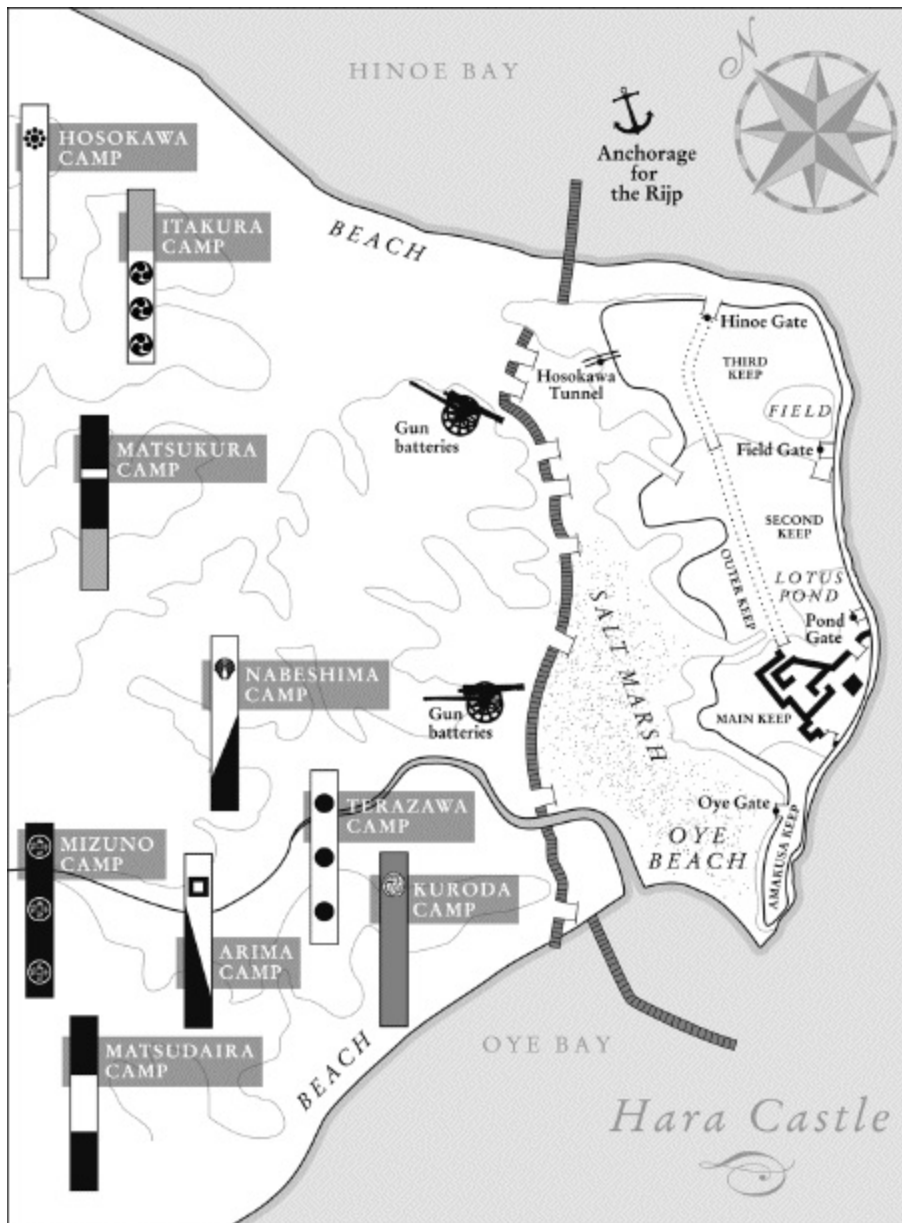 HINOE BAY
N
HOSOKAWA
CAMP
Anchorage
for
the Rijp
ITAKURA
CAMP
BEACH
Hinoe Gate
THIRD
KEEP
Hosokawa
Tunnel
FIELD
Gun
batteries
MATSUKURA
CAMP
Field Gate
SECOND
KEEP
OUTER KEEP
LOTUS
POND
SALT MARSH
Pond
Gate
NABESHIMA
CAMP
Gun
batteries
MAIN KEEP
TERAZAWA
CAMP
Oye Gate
MIZUNO
CAMP
OYE
BEACH
AMAKUSA KEEP
KURODA
CAMP
ARIMA
CAMP
MATSUDAIRA
CAMP
BEACH
OYE BAY
Hara Castle